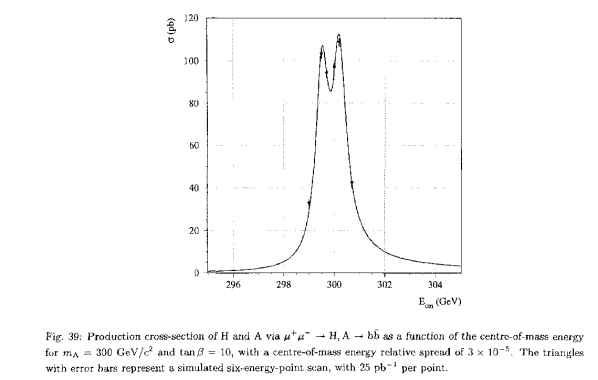 σ (pb)
120
100
80
60
40
20
0
296 298 300 302 304
E_cm (GeV)
Fig. 39: Production cross-section of H and A via μ⁺μ⁻ → H, A → bb̄ as a function of the centre-of-mass energy
for m_A = 300 GeV/c² and tan β = 10, with a centre-of-mass energy relative spread of 3 × 10⁻⁵. The triangles
with error bars represent a simulated six-energy-point scan, with 25 pb⁻¹ per point.